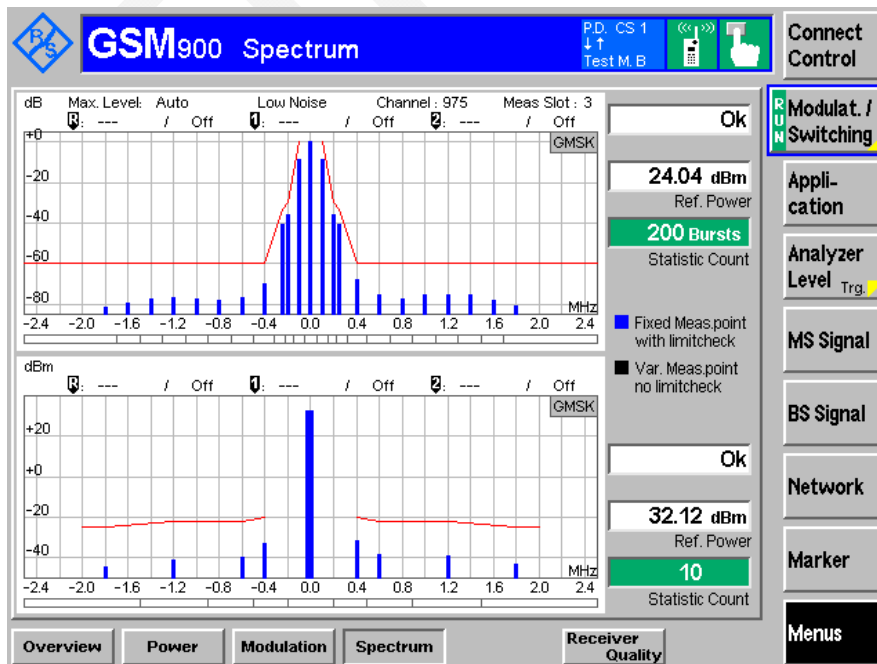 R/S
GSM900 Spectrum
P.D. CS 1
↓↑
Test M. B
Connect Control
RUN
Modulat. / Switching
Appli-
cation
Analyzer Level Trg.
MS Signal
BS Signal
Network
Marker
Menus
dB Max. Level: Auto Low Noise Channel : 975 Meas Slot : 3
R: --- / Off 1: --- / Off 2: --- / Off
GMSK
+0
-20
-40
-60
-80
MHz
-2.4 -2.0 -1.6 -1.2 -0.8 -0.4 0.0 0.4 0.8 1.2 1.6 2.0 2.4
Ok
24.04 dBm
Ref. Power
200 Bursts
Statistic Count
Fixed Meas.point
with limitcheck
Var. Meas.point
no limitcheck
dBm
R: --- / Off 1: --- / Off 2: --- / Off
GMSK
+20
+0
-20
-40
MHz
-2.4 -2.0 -1.6 -1.2 -0.8 -0.4 0.0 0.4 0.8 1.2 1.6 2.0 2.4
Ok
32.12 dBm
Ref. Power
10
Statistic Count
Overview Power Modulation Spectrum Receiver Quality